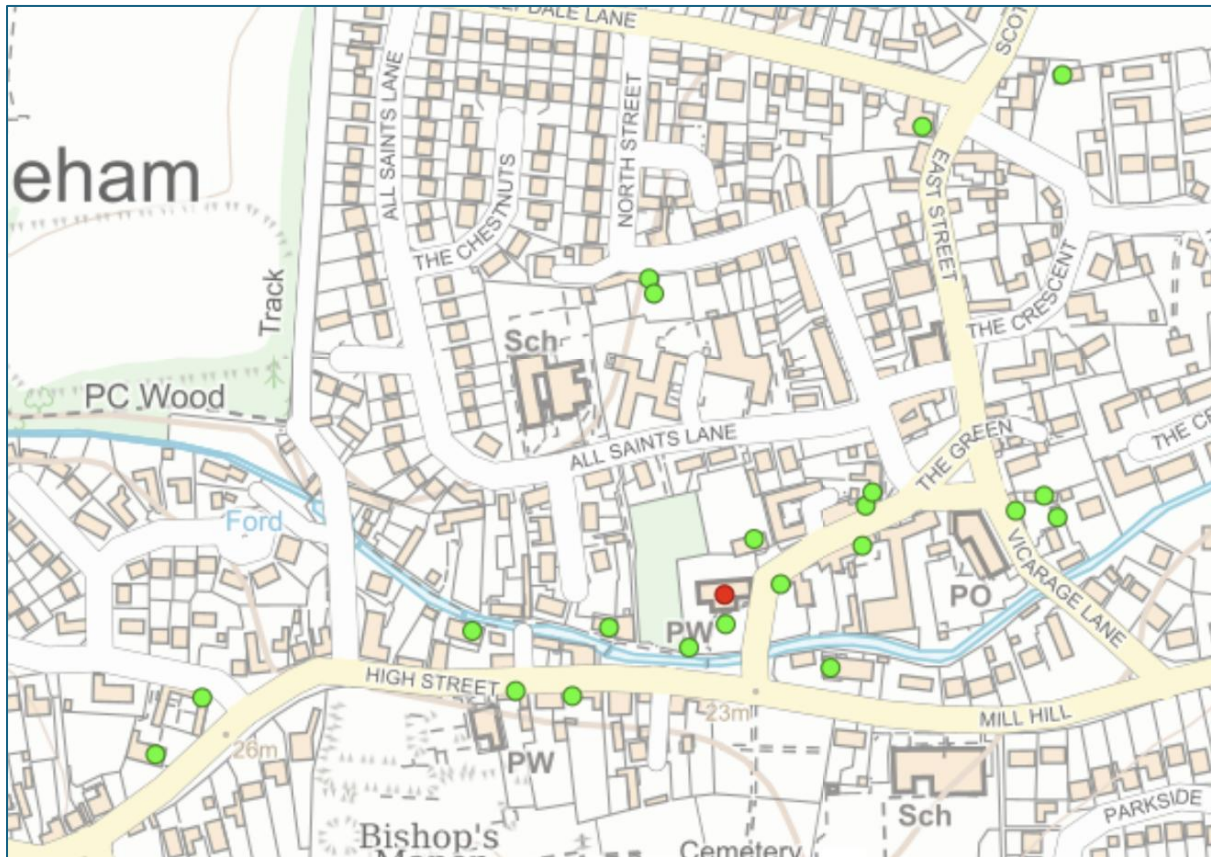 DALE LANE
SCOT
ALL SAINTS LANE
NORTH STREET
EAST STREET
eham
THE CHESTNUTS
THE CRESCENT
Track
Sch
PC Wood
ALL SAINTS LANE
THE GREEN
THE CR
Ford
VICARAGE LANE
PO
PW
HIGH STREET
23m
MILL HILL
26m
PW
Sch
PARKSIDE
Bishop's
Manor
Cemetery